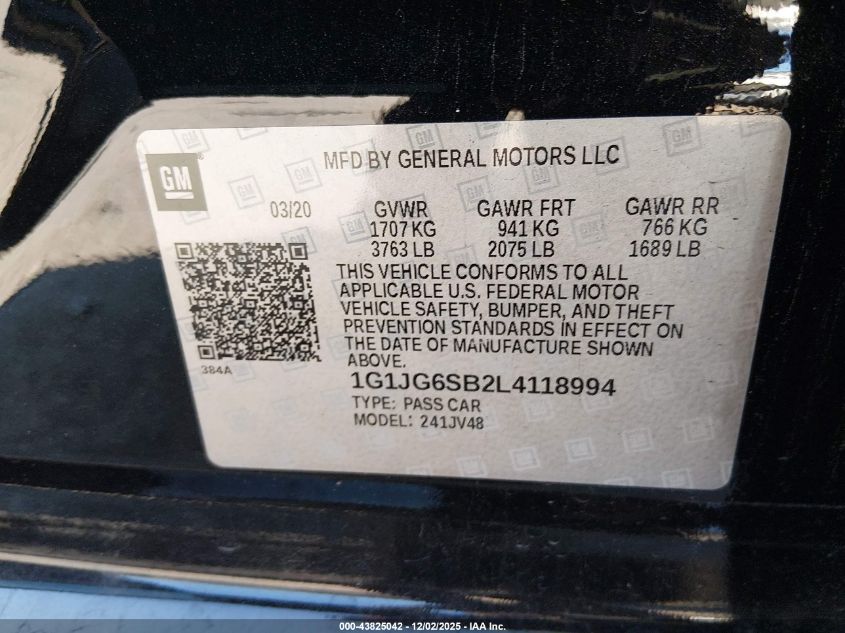 GM
MFD BY GENERAL MOTORS LLC
03/20 GVWR GAWR FRT GAWR RR
1707 KG 941 KG 766 KG
3763 LB 2075 LB 1689 LB
THIS VEHICLE CONFORMS TO ALL
APPLICABLE U.S. FEDERAL MOTOR
VEHICLE SAFETY, BUMPER, AND THEFT
PREVENTION STANDARDS IN EFFECT ON
THE DATE OF MANUFACTURE SHOWN
ABOVE.
384A
1G1JG6SB2L4118994
TYPE: PASS CAR
MODEL: 241JV48
000-43825042 - 12/02/2025 - IAA Inc.